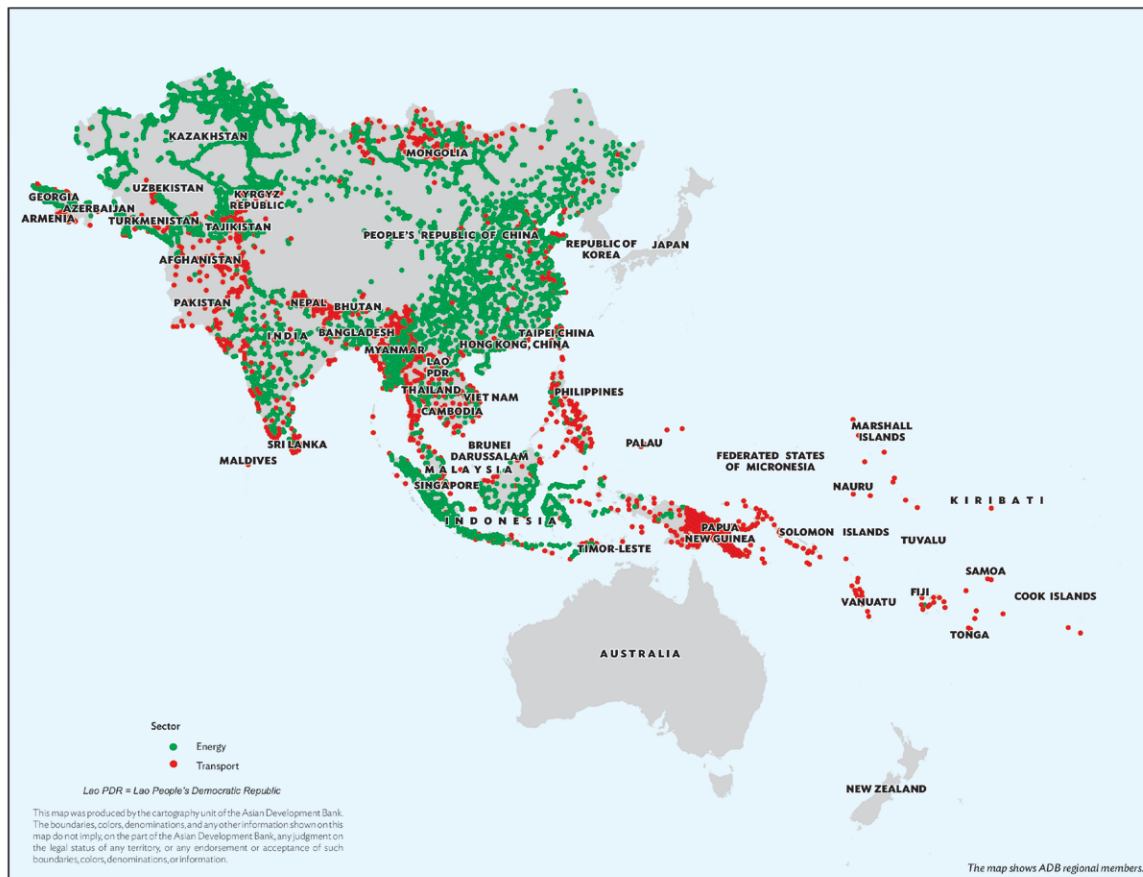 KAZAKHSTAN
MONGOLIA
UZBEKISTAN
KYRGYZ
REPUBLIC
GEORGIA
AZERBAIJAN
ARMENIA
TURKMENISTAN
TAJIKISTAN
PEOPLE'S REPUBLIC OF CHINA
REPUBLIC OF
KOREA
JAPAN
AFGHANISTAN
PAKISTAN
NEPAL
BHUTAN
INDIA
BANGLADESH
TAIPEI,CHINA
HONG KONG, CHINA
MYANMAR
LAO
PDR
THAILAND
VIET NAM
CAMBODIA
PHILIPPINES
SRI LANKA
MALDIVES
BRUNEI
DARUSSALAM
MALAYSIA
SINGAPORE
INDONESIA
PALAU
MARSHALL
ISLANDS
FEDERATED STATES
OF MICRONESIA
NAURU
KIRIBATI
PAPUA
NEW GUINEA
SOLOMON ISLANDS
TUVALU
TIMOR-LESTE
SAMOA
VANUATU
FIJI
COOK ISLANDS
TONGA
AUSTRALIA
NEW ZEALAND
Sector
Energy
Transport
Lao PDR = Lao People's Democratic Republic
This map was produced by the cartography unit of the Asian Development Bank.
The boundaries, colors, denominations, and any other information shown on this
map do not imply, on the part of the Asian Development Bank, any judgment on
the legal status of any territory, or any endorsement or acceptance of such
boundaries, colors, denominations, or information.
The map shows ADB regional members.